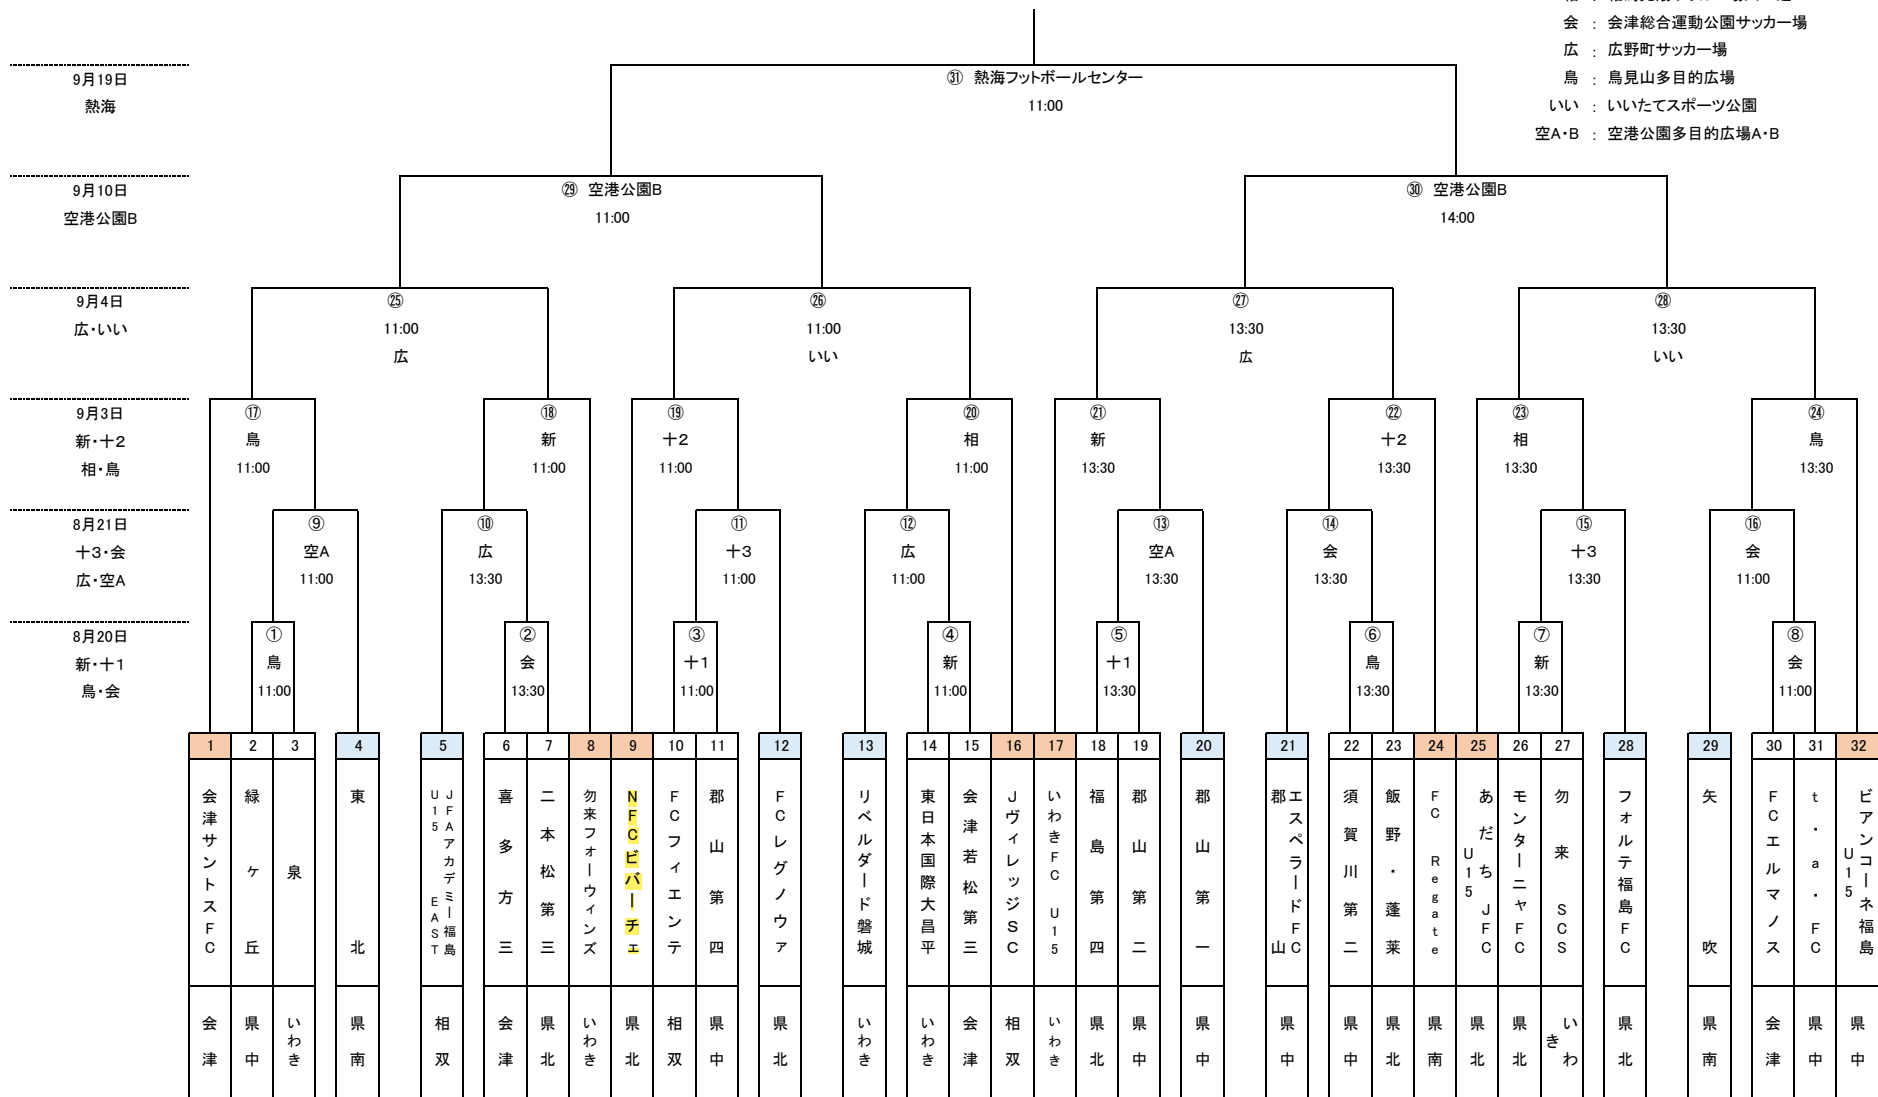 会 ： 会津総合運動公園サッカー場
広 ： 広野町サッカー場
鳥 ： 鳥見山多目的広場
いい ： いいたてスポーツ公園
空A・B ： 空港公園多目的広場A・B
9月19日
熱海
㉛ 熱海フットボールセンター
11:00
9月10日
空港公園B
㉙ 空港公園B
11:00
㉚ 空港公園B
14:00
9月4日
広・いい
㉕
11:00
広
㉖
11:00
いい
㉗
13:30
広
㉘
13:30
いい
9月3日
新・十2
相・鳥
⑰
鳥
11:00
⑱
新
11:00
⑲
十2
11:00
⑳
相
11:00
㉑
新
13:30
㉒
十2
13:30
㉓
相
13:30
㉔
鳥
13:30
8月21日
十3・会
広・空A
⑨
空A
11:00
⑩
広
13:30
⑪
十3
11:00
⑫
広
11:00
⑬
空A
13:30
⑭
会
13:30
⑮
十3
13:30
⑯
会
11:00
8月20日
新・十1
鳥・会
①
鳥
11:00
②
会
13:30
③
十1
11:00
④
新
11:00
⑤
十1
13:30
⑥
鳥
13:30
⑦
新
13:30
⑧
会
11:00
1 会津サントスFC 会津
2 緑ヶ丘 県中
3 泉 いわき
4 東北 県南
5 JFAアカデミー福島 U15 EAST 相双
6 喜多方三 会津
7 二本松第三 県北
8 勿来フォーウィンズ いわき
9 NFCビバーチェ 県北
10 FCフィエンテ 相双
11 郡山第四 県中
12 FCレグノヴァ 県北
13 リベルダード磐城 いわき
14 東日本国際大昌平 いわき
15 会津若松第三 会津
16 JヴィレッジSC 相双
17 いわきFC U15 いわき
18 福島第四 県北
19 郡山第二 県中
20 郡山第一 県中
21 エスペラードFC郡山 県中
22 須賀川第二 県中
23 飯野・蓬莱 県北
24 FC Regate 県南
25 あだちJFC U15 県北
26 モンターニャFC 県北
27 勿来SCS いわき
28 フォルテ福島FC 県北
29 矢吹 県南
30 FCエルマノス 会津
31 t・a・FC 県中
32 ビアンコーネ福島 U15 県中